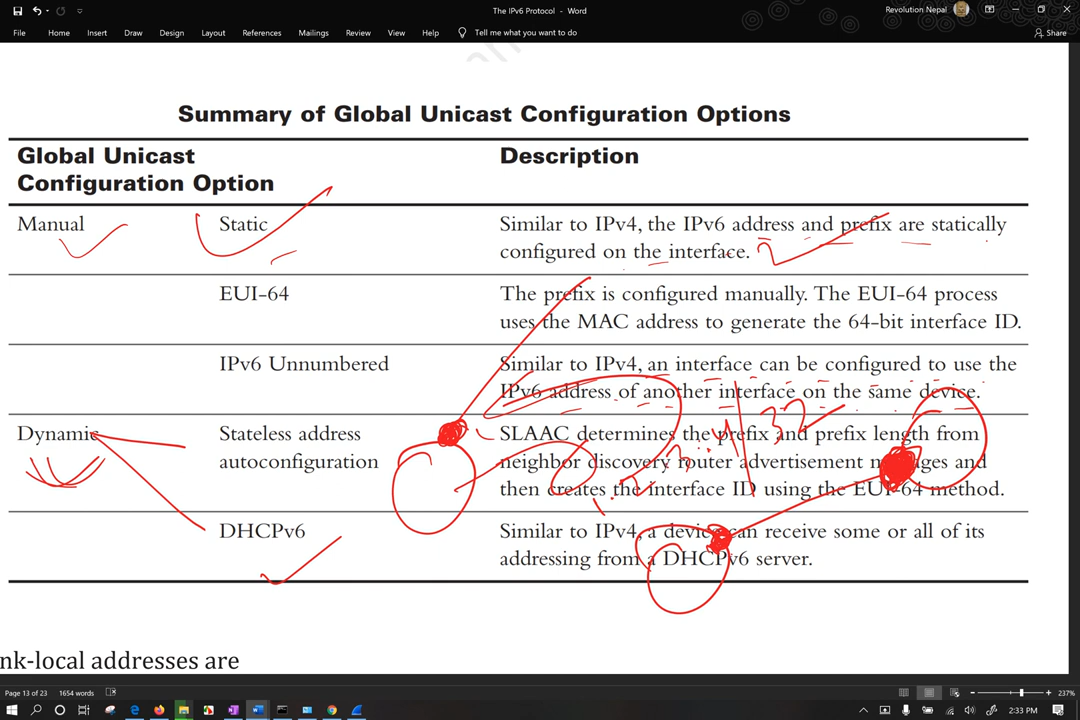 The IPv6 Protocol - Word
Revolution Nepal
File Home Insert Draw Design Layout References Mailings Review View Help Tell me what you want to do
Share
Summary of Global Unicast Configuration Options
Global Unicast
Configuration Option
Description
Manual
Static
Similar to IPv4, the IPv6 address and prefix are statically
configured on the interface.
EUI-64
The prefix is configured manually. The EUI-64 process
uses the MAC address to generate the 64-bit interface ID.
IPv6 Unnumbered
Similar to IPv4, an interface can be configured to use the
IPv6 address of another interface on the same device.
Dynamic
Stateless address
autoconfiguration
SLAAC determines the prefix and prefix length from
neighbor discovery router advertisement messages and
then creates the interface ID using the EUI-64 method.
1.2.3.4/32
DHCPv6
Similar to IPv4, a device can receive some or all of its
addressing from a DHCPv6 server.
nk-local addresses are
Page 13 of 23 1654 words
237%
2:33 PM